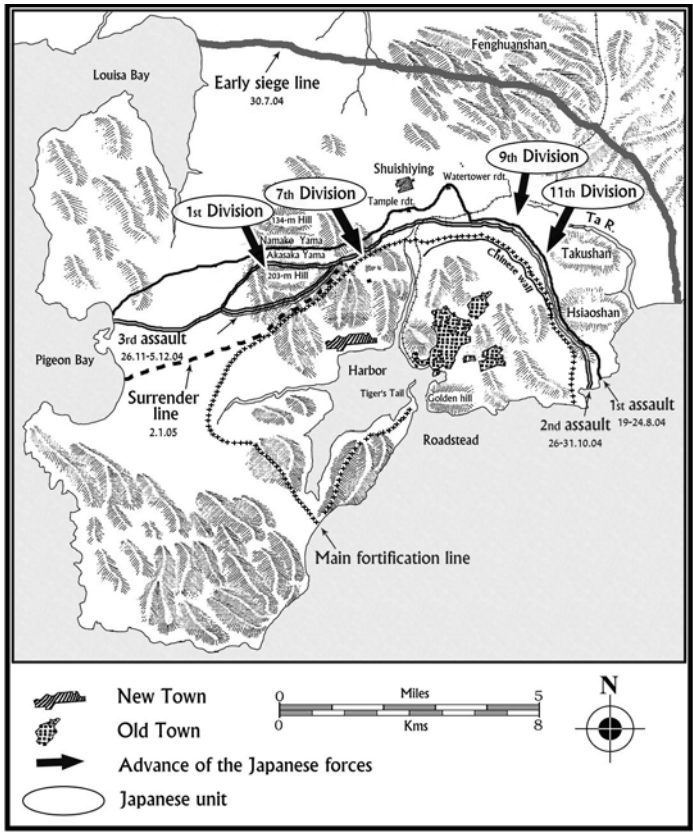 Fenghuanshan
Louisa Bay
Early siege line
30.7.04
9th Division
Shuishiying
Watertower rdt.
7th Division
11th Division
1st Division
Tample rdt.
134-m Hill
Ta R.
Namako Yama
Akasaka Yama
Takushan
203-m Hill
Chinese wall
Hsiaoshan
3rd assault
26.11-5.12.04
Pigeon Bay
Harbor
Tiger's Tail
Golden hill
Surrender
line
2.1.05
Roadstead
1st assault
19-24.8.04
2nd assault
26-31.10.04
Main fortification line
New Town
Old Town
Advance of the Japanese forces
Japanese unit
0 Miles 5
0 Kms 8
N